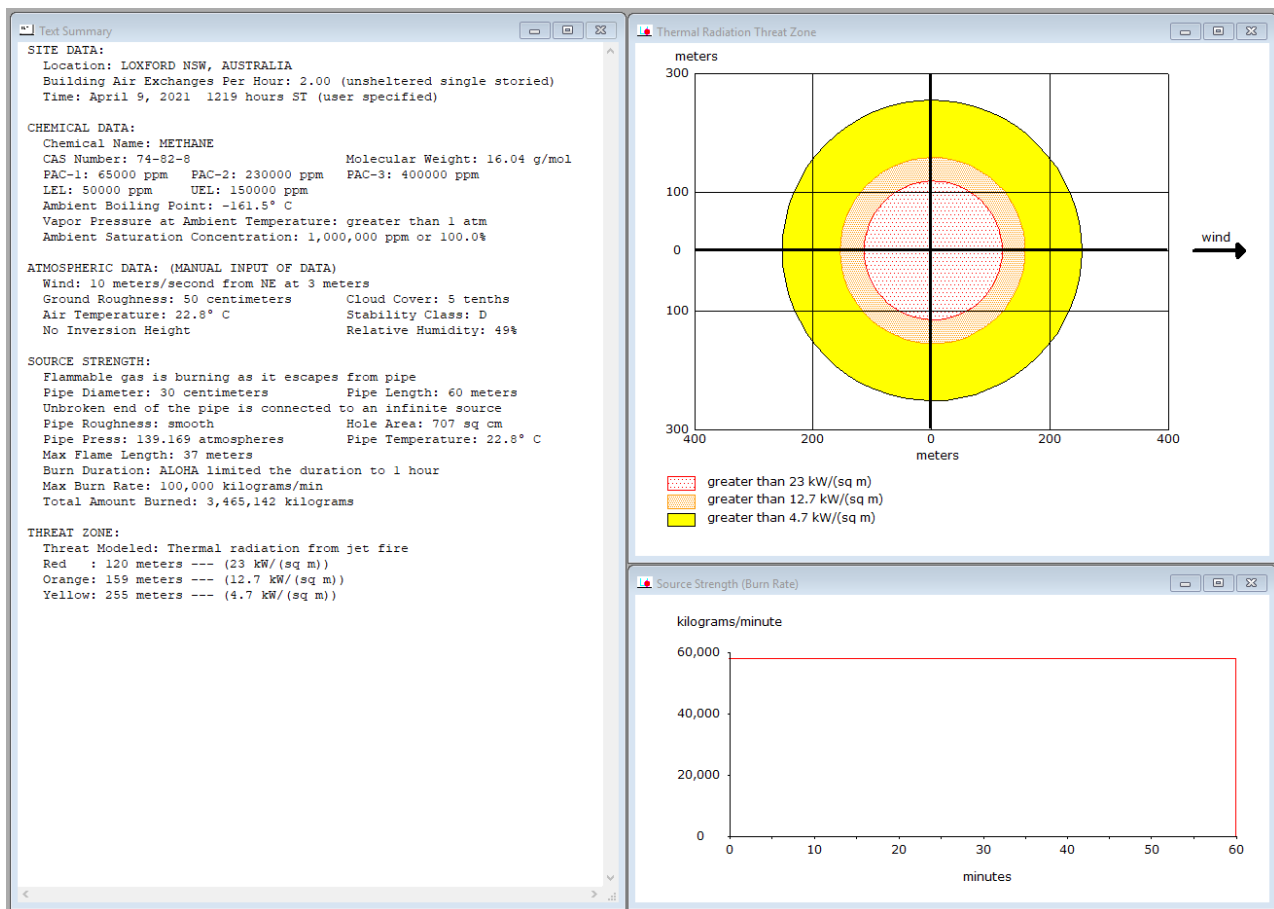 Text Summary
SITE DATA:
Location: LOXFORD NSW, AUSTRALIA
Building Air Exchanges Per Hour: 2.00 (unsheltered single storied)
Time: April 9, 2021  1219 hours ST (user specified)
CHEMICAL DATA:
Chemical Name: METHANE
CAS Number: 74-82-8 Molecular Weight: 16.04 g/mol
PAC-1: 65000 ppm PAC-2: 230000 ppm PAC-3: 400000 ppm
LEL: 50000 ppm UEL: 150000 ppm
Ambient Boiling Point: -161.5° C
Vapor Pressure at Ambient Temperature: greater than 1 atm
Ambient Saturation Concentration: 1,000,000 ppm or 100.0%
ATMOSPHERIC DATA: (MANUAL INPUT OF DATA)
Wind: 10 meters/second from NE at 3 meters
Ground Roughness: 50 centimeters Cloud Cover: 5 tenths
Air Temperature: 22.8° C Stability Class: D
No Inversion Height Relative Humidity: 49%
SOURCE STRENGTH:
Flammable gas is burning as it escapes from pipe
Pipe Diameter: 30 centimeters Pipe Length: 60 meters
Unbroken end of the pipe is connected to an infinite source
Pipe Roughness: smooth Hole Area: 707 sq cm
Pipe Press: 139.169 atmospheres Pipe Temperature: 22.8° C
Max Flame Length: 37 meters
Burn Duration: ALOHA limited the duration to 1 hour
Max Burn Rate: 100,000 kilograms/min
Total Amount Burned: 3,465,142 kilograms
THREAT ZONE:
Threat Modeled: Thermal radiation from jet fire
Red : 120 meters --- (23 kW/(sq m))
Orange: 159 meters --- (12.7 kW/(sq m))
Yellow: 255 meters --- (4.7 kW/(sq m))
Thermal Radiation Threat Zone
meters
300
100
0
100
300
400 200 0 200 400
meters
wind
greater than 23 kW/(sq m)
greater than 12.7 kW/(sq m)
greater than 4.7 kW/(sq m)
Source Strength (Burn Rate)
kilograms/minute
60,000
40,000
20,000
0
0 10 20 30 40 50 60
minutes